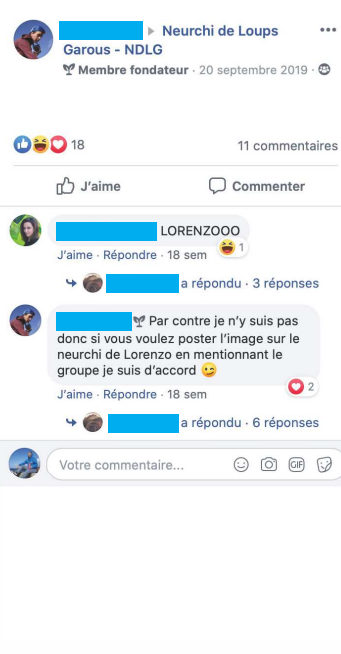 Neurchi de Loups
Garous - NDLG
Membre fondateur · 20 septembre 2019 ·
18
11 commentaires
J'aime
Commenter
LORENZOOO
1
J'aime · Répondre · 18 sem
a répondu · 3 réponses
Par contre je n'y suis pas
donc si vous voulez poster l'image sur le
neurchi de Lorenzo en mentionnant le
groupe je suis d'accord 😉
2
J'aime · Répondre · 18 sem
a répondu · 6 réponses
Votre commentaire...
GIF